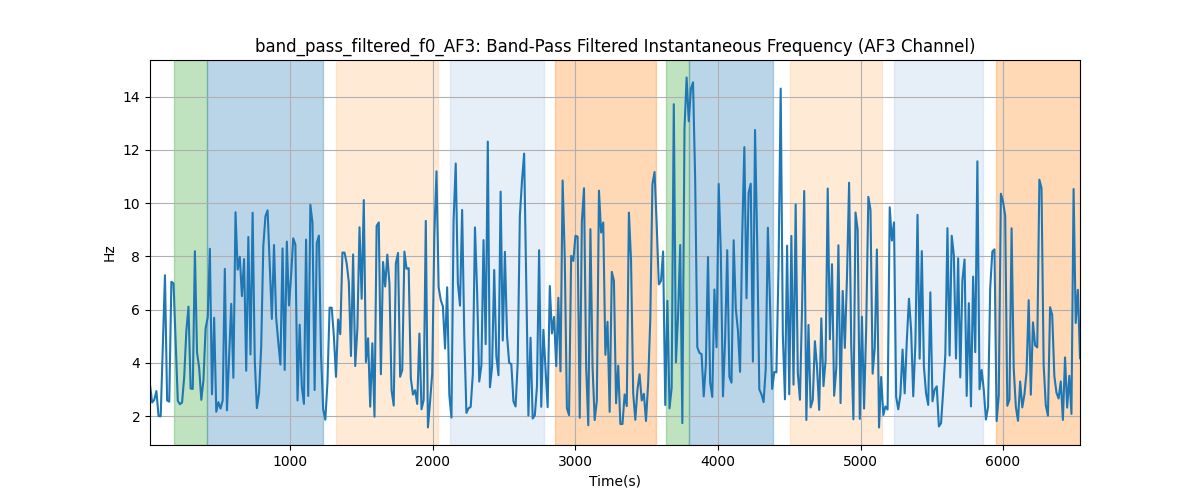 band_pass_filtered_f0_AF3: Band-Pass Filtered Instantaneous Frequency (AF3 Channel)
14
12
10
8
6
4
2
Hz
1000 2000 3000 4000 5000 6000
Time(s)